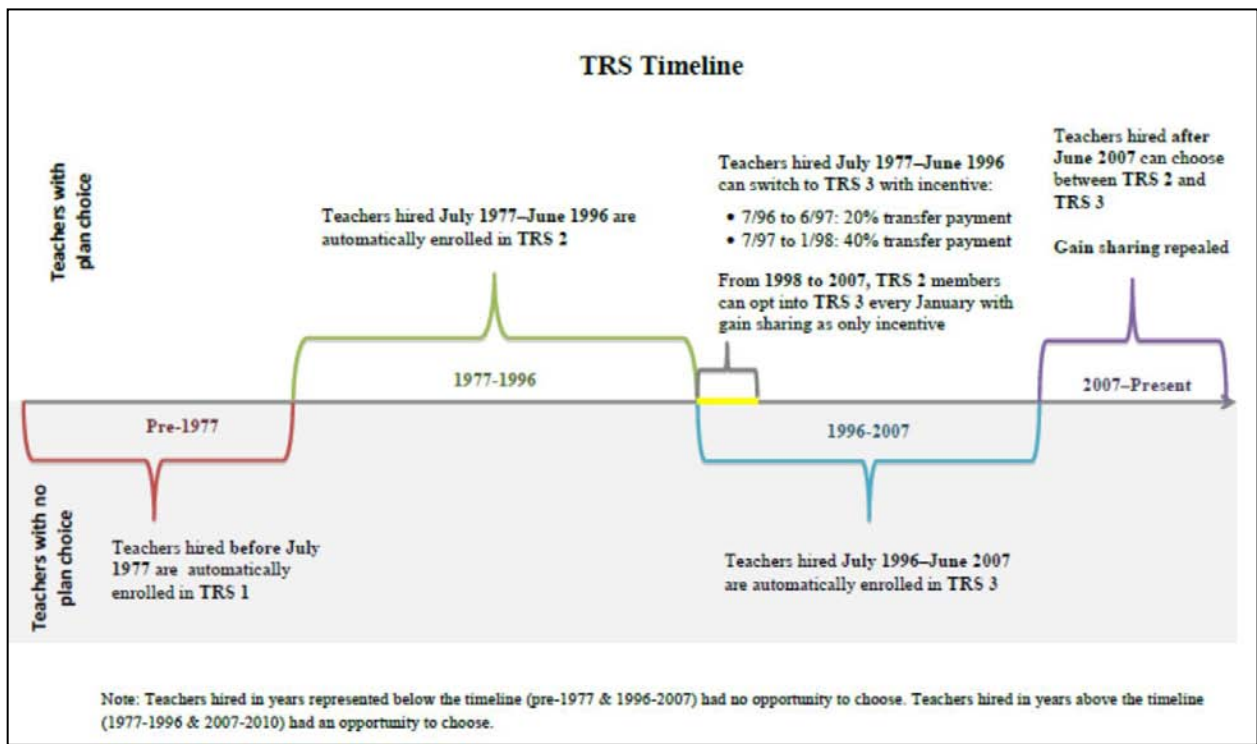 TRS Timeline
Teachers with
plan choice
Teachers hired July 1977–June 1996 are
automatically enrolled in TRS 2
Teachers hired July 1977–June 1996
can switch to TRS 3 with incentive:
• 7/96 to 6/97: 20% transfer payment
• 7/97 to 1/98: 40% transfer payment
From 1998 to 2007, TRS 2 members
can opt into TRS 3 every January with
gain sharing as only incentive
Teachers hired after
June 2007 can choose
between TRS 2 and
TRS 3
Gain sharing repealed
1977-1996
2007–Present
Pre-1977
1996-2007
Teachers with no
plan choice
Teachers hired before July
1977 are automatically
enrolled in TRS 1
Teachers hired July 1996–June 2007
are automatically enrolled in TRS 3
Note: Teachers hired in years represented below the timeline (pre-1977 & 1996-2007) had no opportunity to choose. Teachers hired in years above the timeline
(1977-1996 & 2007-2010) had an opportunity to choose.